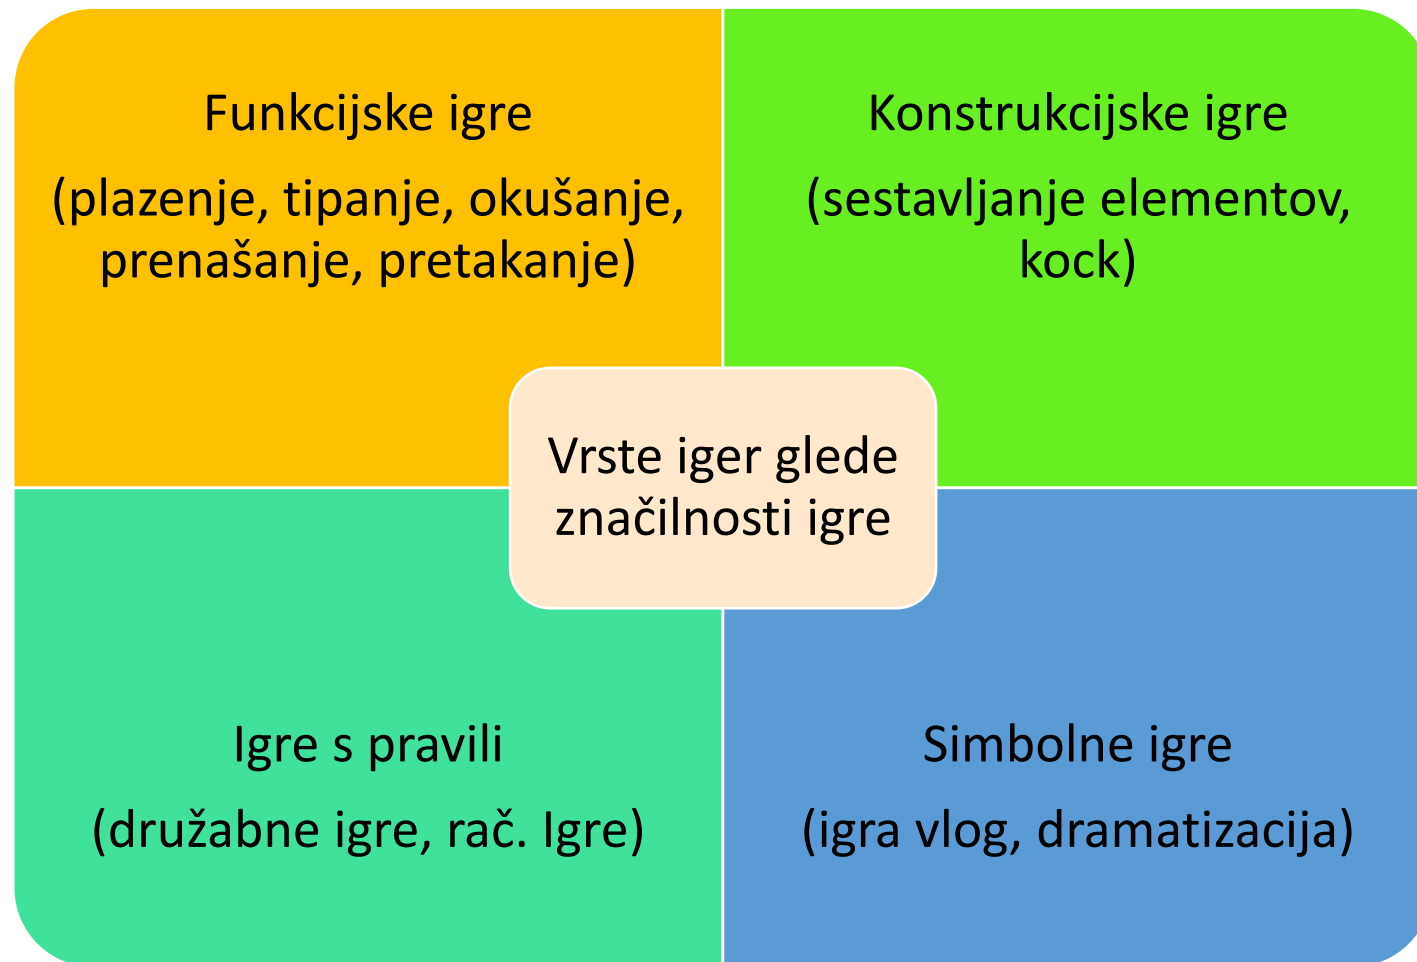 Funkcijske igre
(plazenje, tipanje, okušanje,
prenašanje, pretakanje)
Konstrukcijske igre
(sestavljanje elementov,
kock)
Vrste iger glede
značilnosti igre
Igre s pravili
(družabne igre, rač. Igre)
Simbolne igre
(igra vlog, dramatizacija)